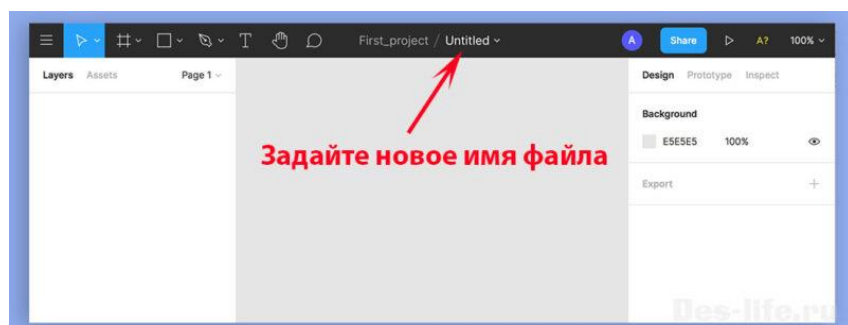 First_project / Untitled
A Share A? 100%
Layers Assets Page 1
Design Prototype Inspect
Background
E5E5E5 100%
Export
Задайте новое имя файла
Des-life.ru